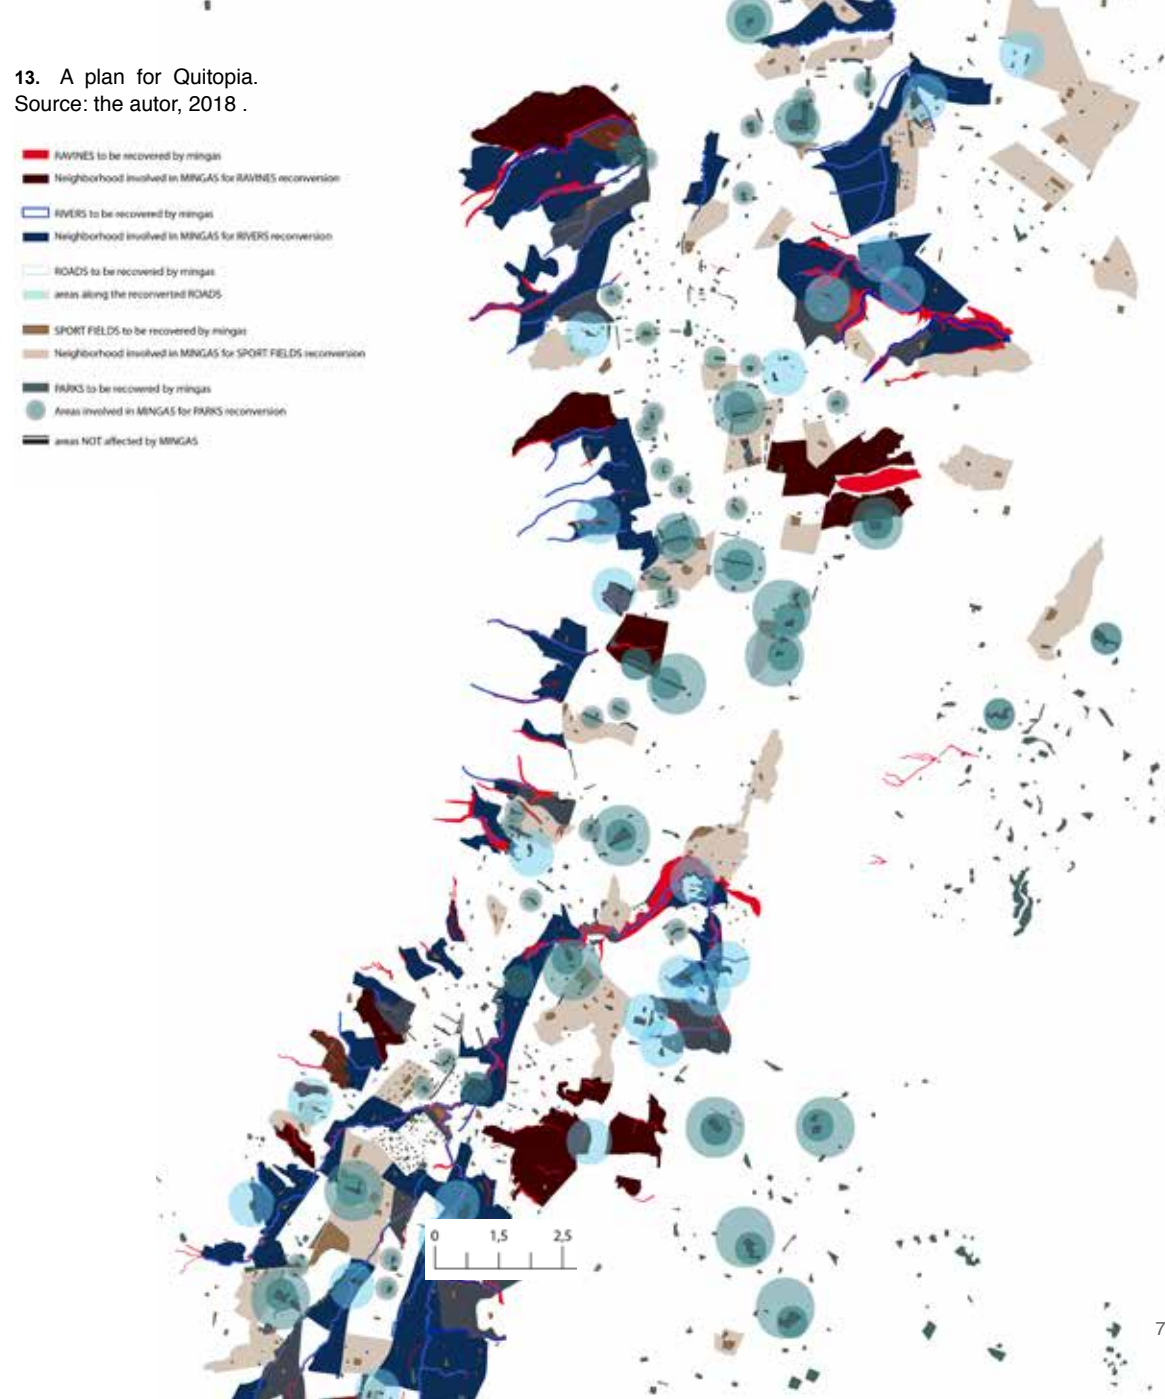 13. A plan for Quitopia.
Source: the autor, 2018 .
RAVINES to be recovered by mingas
Neighborhood involved in MINGAS for RAVINES reconversion
RIVERS to be recovered by mingas
Neighborhood involved in MINGAS for RIVERS reconversion
ROADS to be recovered by mingas
areas along the reconverted ROADS
SPORT FIELDS to be recovered by mingas
Neighborhood involved in MINGAS for SPORT FIELDS reconversion
PARKS to be recovered by mingas
Areas involved in MINGAS for PARKS reconversion
areas NOT affected by MINGAS
0 1,5 2,5
7